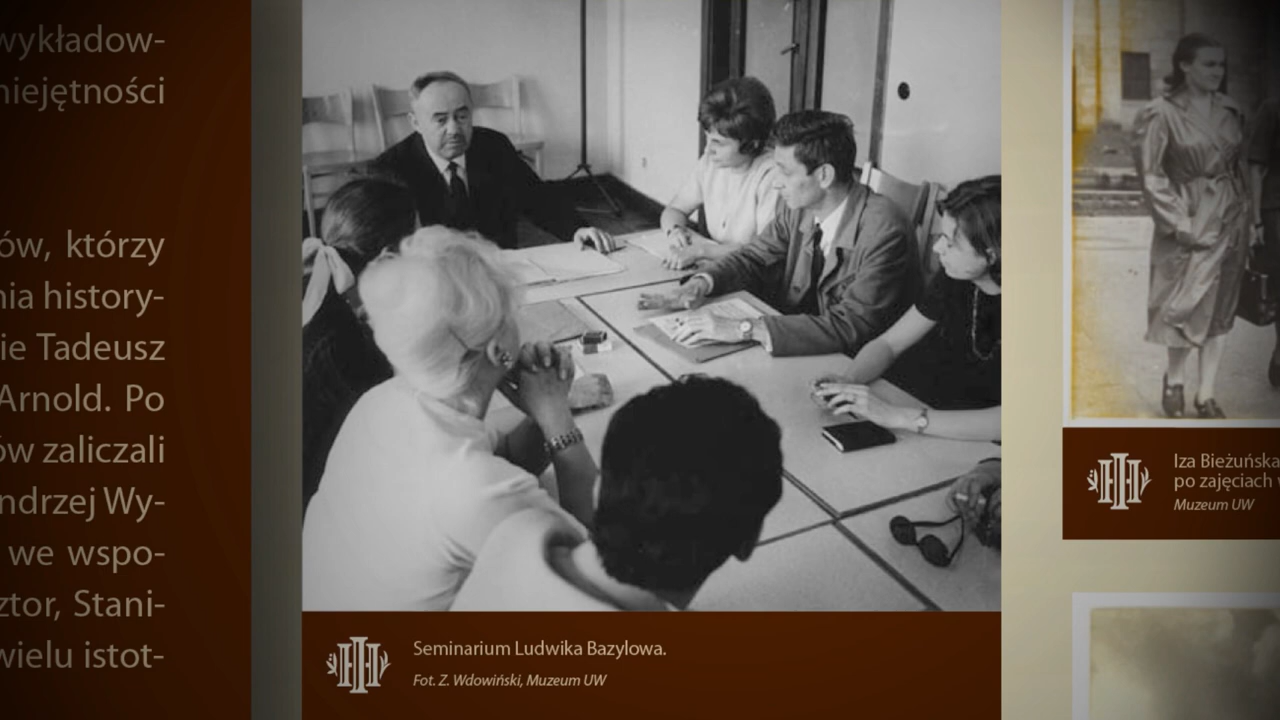 wykładow-
niejętności
ów, którzy
nia history-
ie Tadeusz
Arnold. Po
ów zaliczali
ndrzej Wy-
we wspo-
ztor, Stani-
wielu istot-
Seminarium Ludwika Bazylowa.
Fot. Z. Wdowiński, Muzeum UW
Iza Bieżuńska
po zajęciach w
Muzeum UW